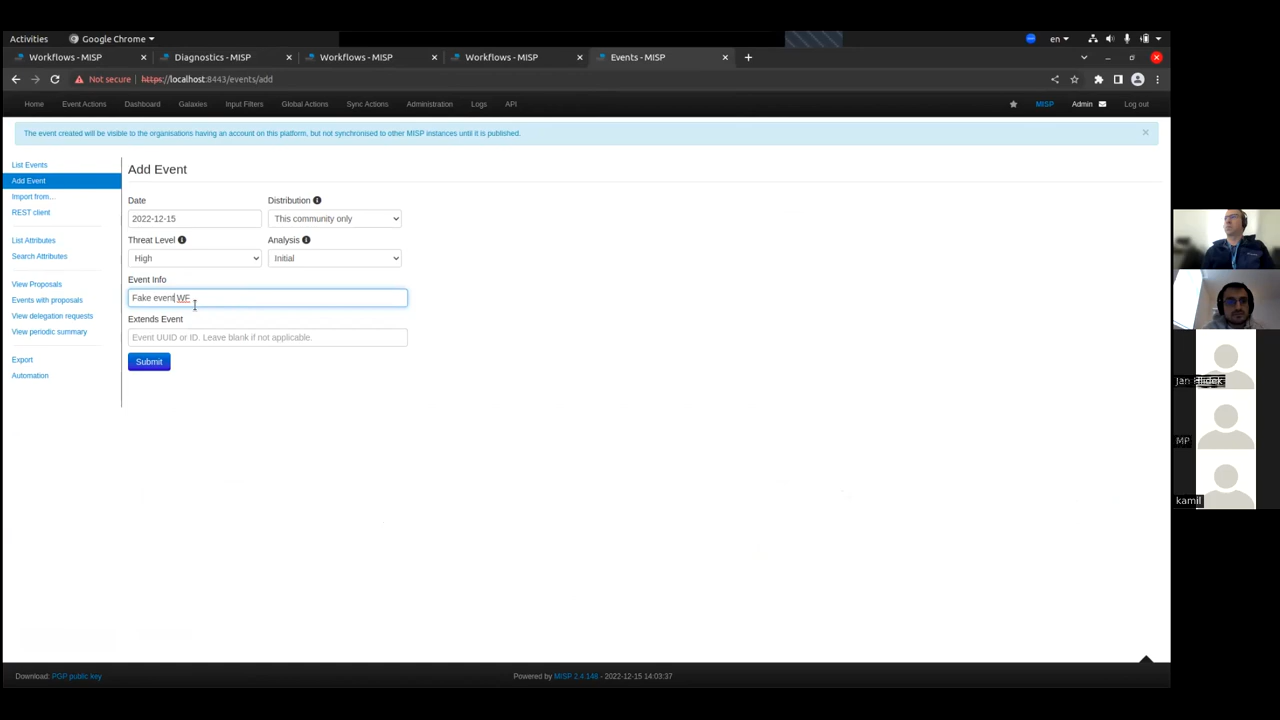 Activities
Google Chrome
en
Workflows - MISP
Diagnostics - MISP
Workflows - MISP
Workflows - MISP
Events - MISP
Not secure
https://localhost:8443/events/add
Home
Event Actions
Dashboard
Galaxies
Input Filters
Global Actions
Sync Actions
Administration
Logs
API
MISP
Admin
Log out
The event created will be visible to the organisations having an account on this platform, but not synchronised to other MISP instances until it is published.
List Events
Add Event
Import from...
REST client
List Attributes
Search Attributes
View Proposals
Events with proposals
View delegation requests
View periodic summary
Export
Automation
Add Event
Date
Distribution
2022-12-15
This community only
Threat Level
Analysis
High
Initial
Event Info
Fake event WF
Extends Event
Event UUID or ID. Leave blank if not applicable.
Submit
Jan
MP
kamil
Download: PGP public key
Powered by MISP 2.4.146 - 2022-12-15 14:03:37